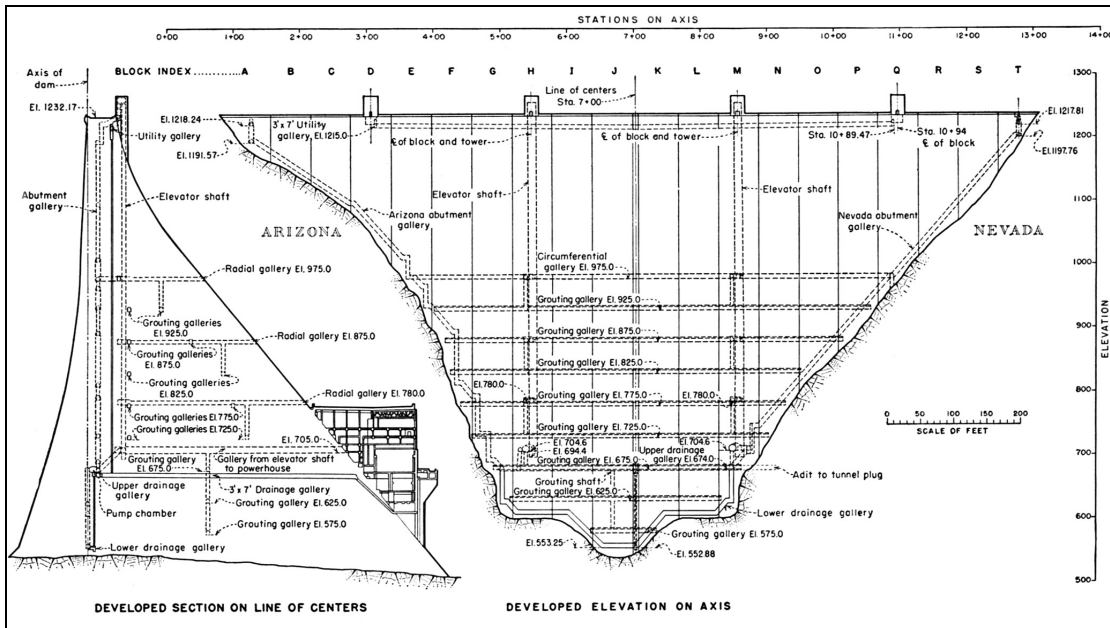 STATIONS ON AXIS
0+00 1+00 2+00 3+00 4+00 5+00 6+00 7+00 8+00 9+00 10+00 11+00 12+00 13+00 14+00
Axis of
dam
BLOCK INDEX............ A B C D E F G H I J K L M N O P Q R S T
Line of centers
Sta. 7+00
El. 1232.17
Utility gallery
Abutment
gallery
Elevator shaft
Radial gallery El. 975.0
Grouting galleries
El. 925.0
Radial gallery El. 875.0
Grouting galleries
El. 875.0
Grouting galleries
El. 825.0
Radial gallery El. 780.0
Grouting galleries El. 775.0
Grouting galleries El. 725.0
El. 705.0
Grouting gallery
El. 675.0
Gallery from elevator shaft
to powerhouse
Upper drainage
gallery
3'x 7' Drainage gallery
Grouting gallery El. 625.0
Pump chamber
Grouting gallery El. 575.0
Lower drainage gallery
DEVELOPED SECTION ON LINE OF CENTERS
El. 1218.24
El. 1191.57
3'x 7' Utility
gallery, El. 1215.0
℄ of block and tower
℄ of block and tower
Sta. 10+89.47
Sta. 10+94
℄ of block
El. 1217.81
El. 1197.76
Elevator shaft
Elevator shaft
Arizona abutment
gallery
ARIZONA
Nevada abutment
gallery
NEVADA
Circumferential
gallery El. 975.0
Grouting gallery El. 925.0
Grouting gallery El. 875.0
Grouting gallery El. 825.0
El. 780.0
Grouting gallery El. 775.0
El. 780.0
Grouting gallery El. 725.0
El. 704.6
El. 694.4
El. 704.6
Grouting gallery El. 675.0
Upper drainage
gallery El. 674.0
Adit to tunnel plug
Grouting shaft
Grouting gallery El. 625.0
Lower drainage gallery
Grouting gallery El. 575.0
El. 553.25
El. 552.88
DEVELOPED ELEVATION ON AXIS
0 50 100 150 200
SCALE OF FEET
1300
1200
1100
1000
900
800
700
600
500
ELEVATION